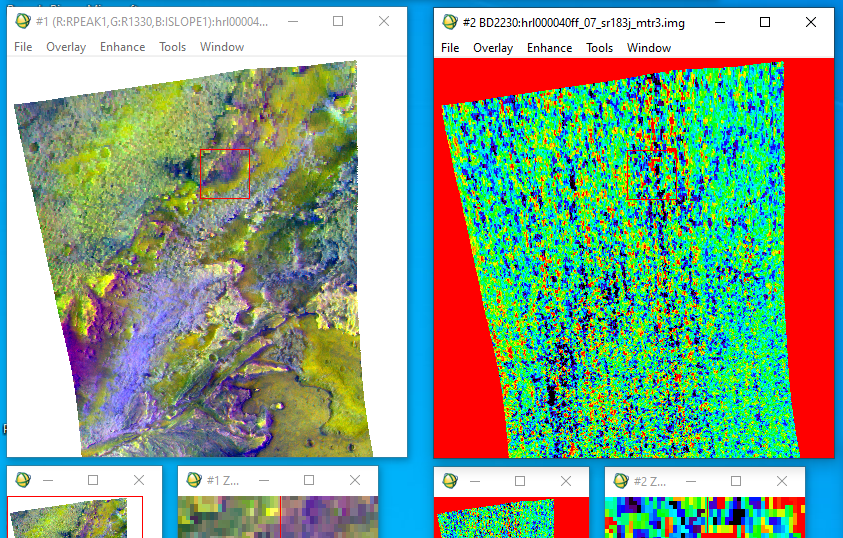 #1 (R:RPEAK1,G:R1330,B:ISLOPE1):hrl00004...
File Overlay Enhance Tools Window
#2 BD2230:hrl000040ff_07_sr183j_mtr3.img
File Overlay Enhance Tools Window
#1 Z...
#2 Z...